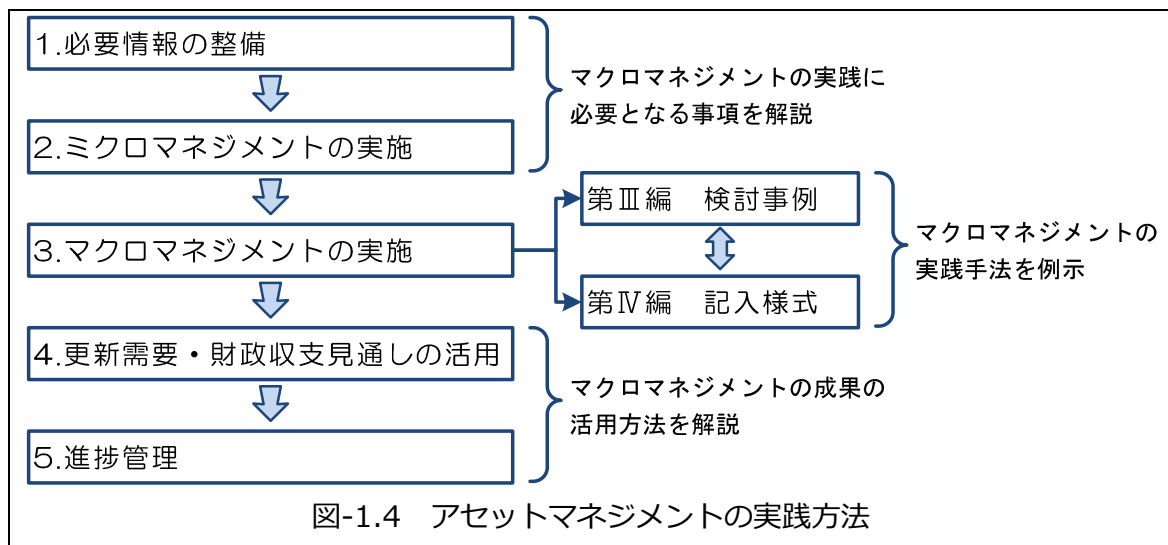 1.必要情報の整備
マクロマネジメントの実践に
必要となる事項を解説
2.ミクロマネジメントの実施
第Ⅲ編　検討事例
3.マクロマネジメントの実施
マクロマネジメントの
実践手法を例示
第Ⅳ編　記入様式
4.更新需要・財政収支見通しの活用
マクロマネジメントの成果の
活用方法を解説
5.進捗管理
図-1.4　アセットマネジメントの実践方法